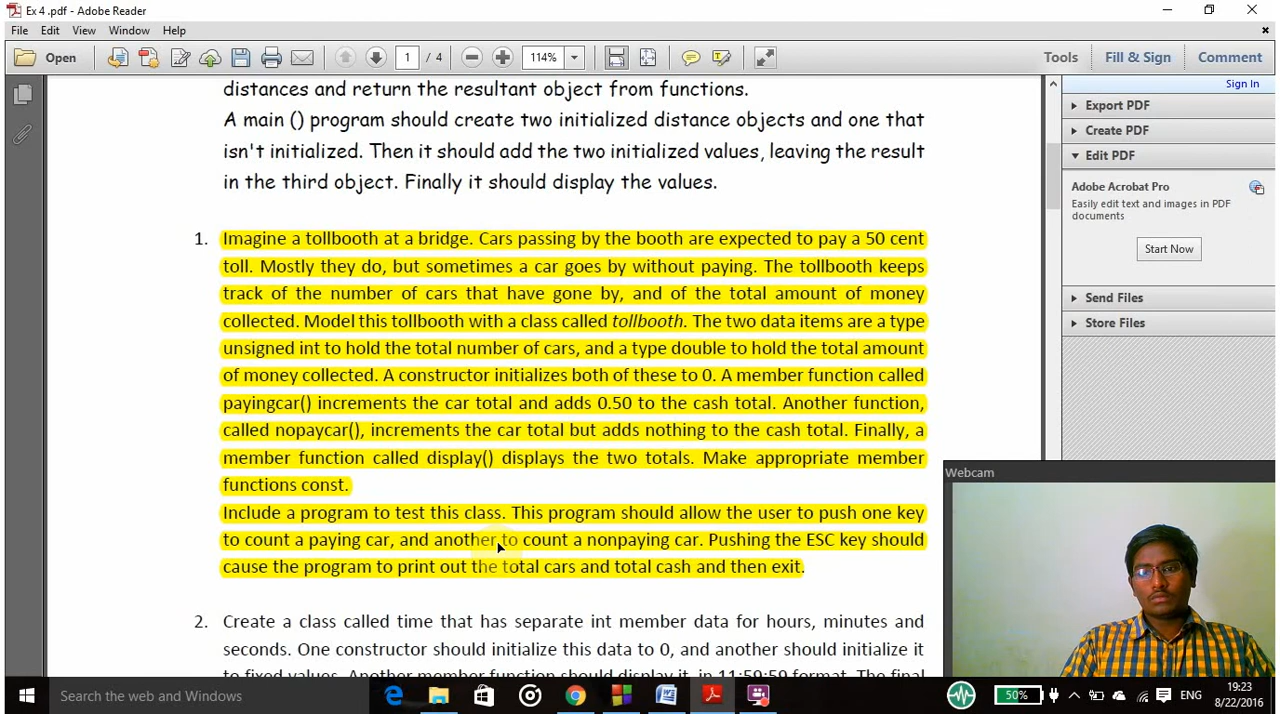 Ex 4 .pdf - Adobe Reader
File Edit View Window Help
Open 1 / 4 114% Tools Fill & Sign Comment
Sign In
Export PDF
Create PDF
Edit PDF
Adobe Acrobat Pro
Easily edit text and images in PDF
documents
Start Now
Send Files
Store Files
distances and return the resultant object from functions.
A main () program should create two initialized distance objects and one that
isn't initialized. Then it should add the two initialized values, leaving the result
in the third object. Finally it should display the values.
1. Imagine a tollbooth at a bridge. Cars passing by the booth are expected to pay a 50 cent
toll. Mostly they do, but sometimes a car goes by without paying. The tollbooth keeps
track of the number of cars that have gone by, and of the total amount of money
collected. Model this tollbooth with a class called tollbooth. The two data items are a type
unsigned int to hold the total number of cars, and a type double to hold the total amount
of money collected. A constructor initializes both of these to 0. A member function called
payingcar() increments the car total and adds 0.50 to the cash total. Another function,
called nopaycar(), increments the car total but adds nothing to the cash total. Finally, a
member function called display() displays the two totals. Make appropriate member
functions const.
Include a program to test this class. This program should allow the user to push one key
to count a paying car, and another to count a nonpaying car. Pushing the ESC key should
cause the program to print out the total cars and total cash and then exit.
2. Create a class called time that has separate int member data for hours, minutes and
seconds. One constructor should initialize this data to 0, and another should initialize it
to fixed values. Another member function should display it, in 11:59:59 format. The final
Webcam
Search the web and Windows
50%
ENG
19:23
8/22/2016